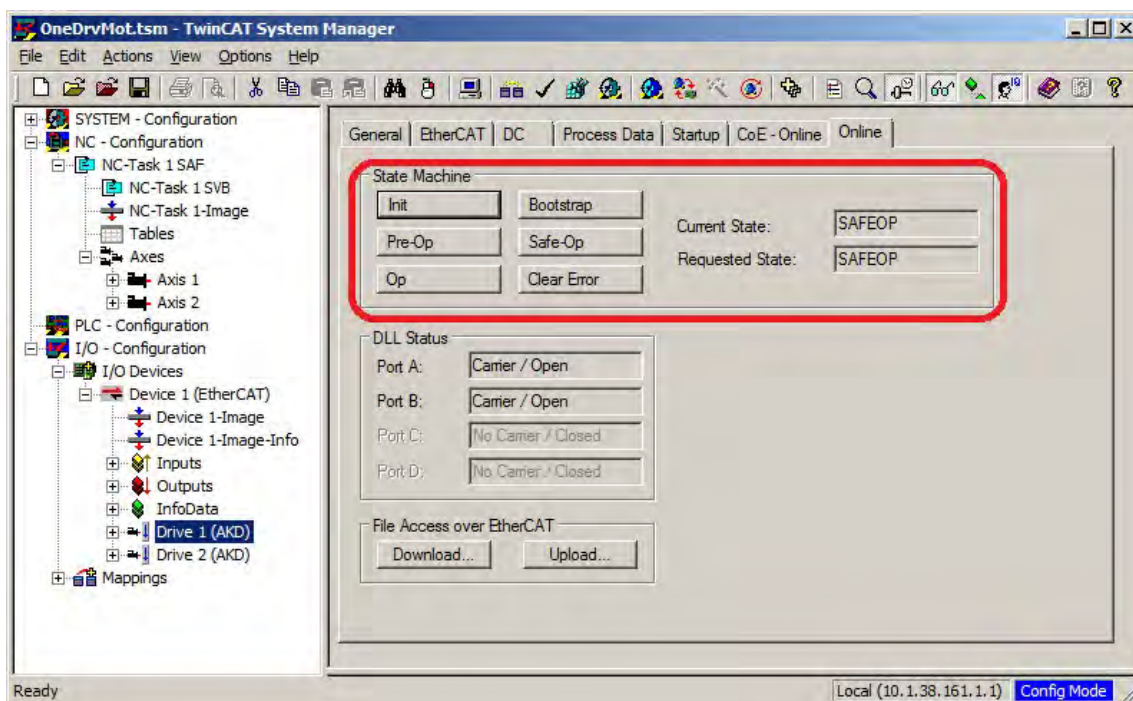 OneDrvMot.tsm - TwinCAT System Manager
File Edit Actions View Options Help
SYSTEM - Configuration
NC - Configuration
NC-Task 1 SAF
NC-Task 1 SVB
NC-Task 1-Image
Tables
Axes
Axis 1
Axis 2
PLC - Configuration
I/O - Configuration
I/O Devices
Device 1 (EtherCAT)
Device 1-Image
Device 1-Image-Info
Inputs
Outputs
InfoData
Drive 1 (AKD)
Drive 2 (AKD)
Mappings
General EtherCAT DC Process Data Startup CoE - Online Online
State Machine
Init Bootstrap
Pre-Op Safe-Op
Op Clear Error
Current State: SAFEOP
Requested State: SAFEOP
DLL Status
Port A: Carrier / Open
Port B: Carrier / Open
Port C: No Carrier / Closed
Port D: No Carrier / Closed
File Access over EtherCAT
Download... Upload...
Ready Local (10.1.38.161.1.1) Config Mode